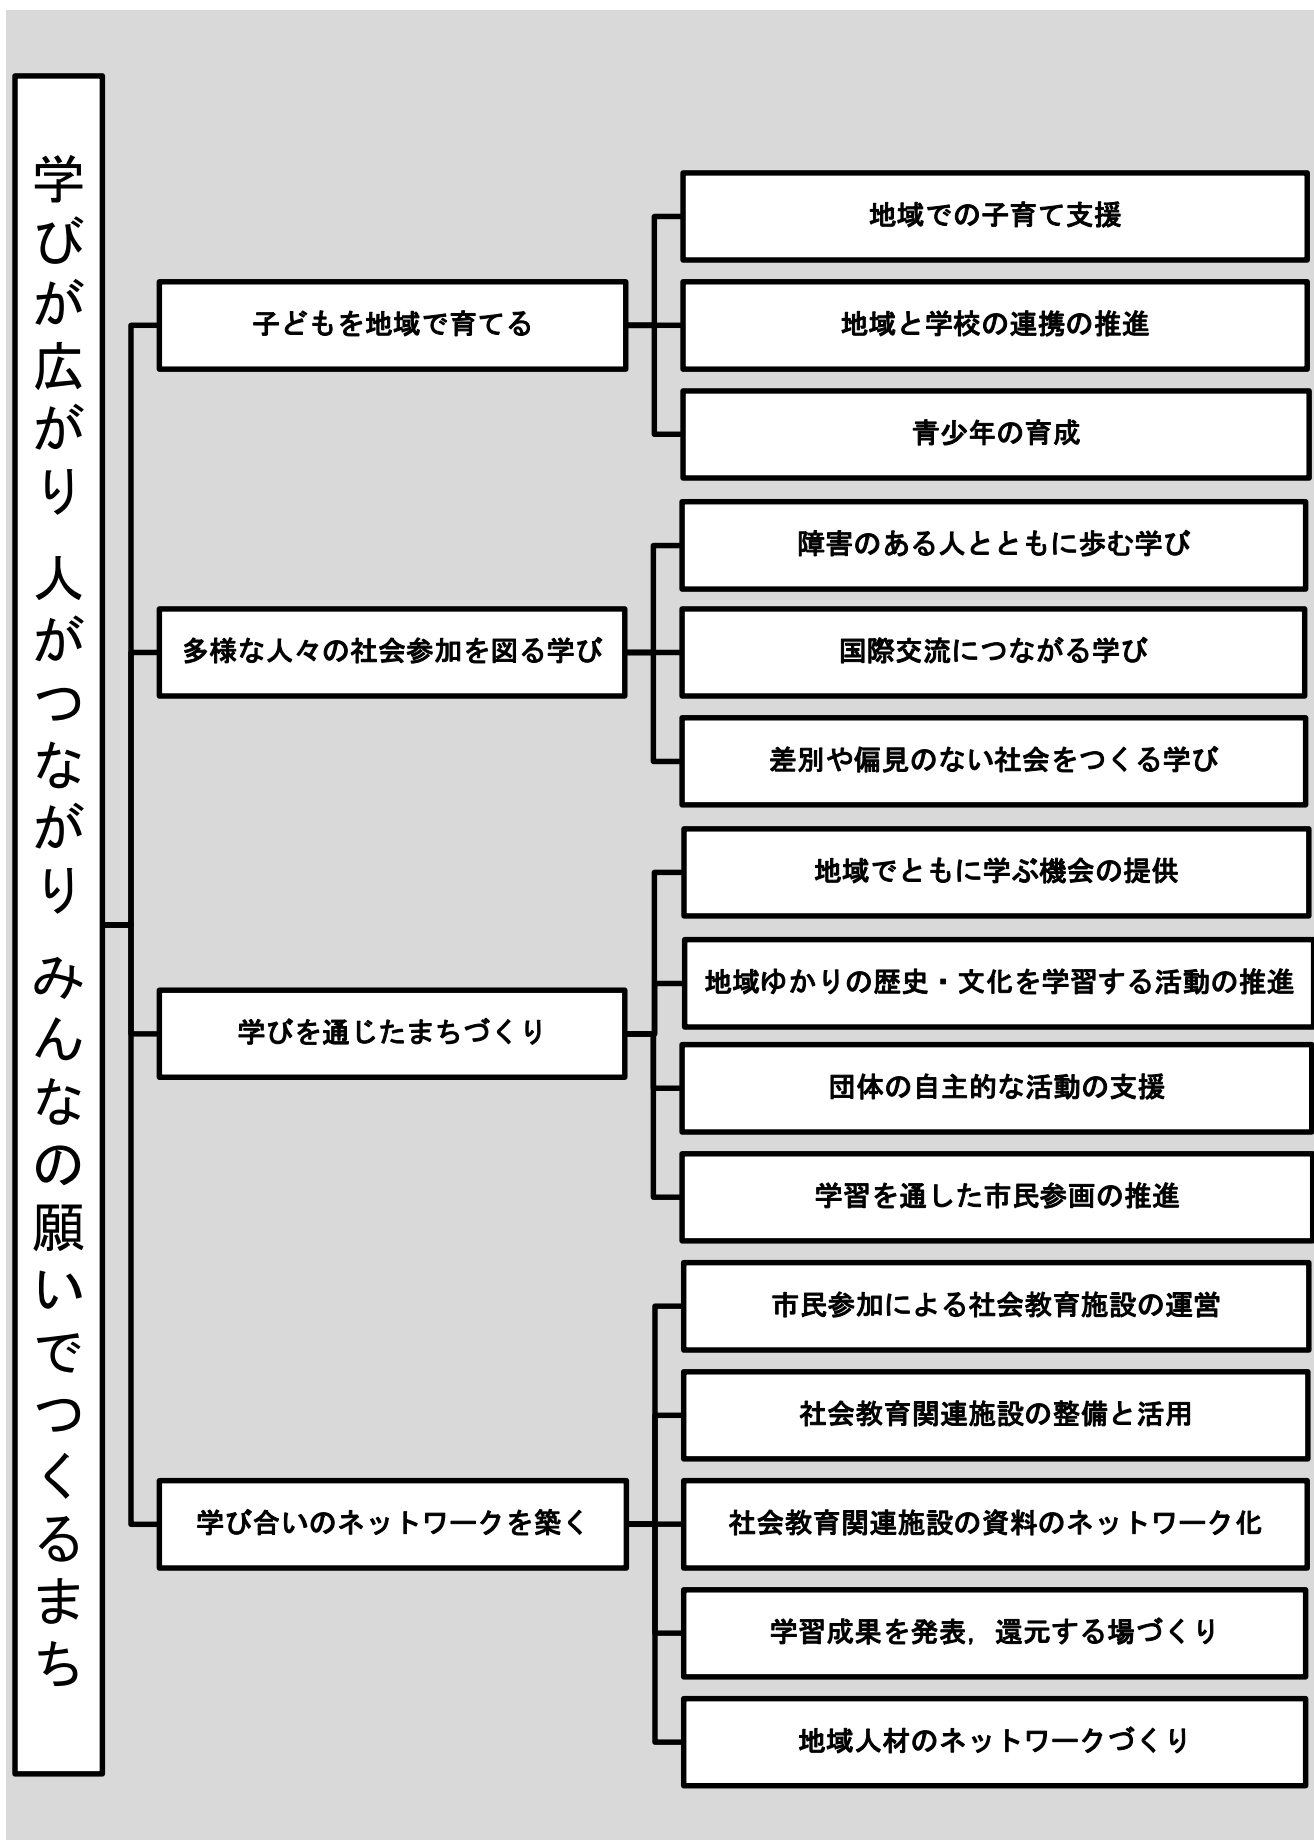 学びが広がり 人がつながり みんなの願いでつくるまち
子どもを地域で育てる
地域での子育て支援
地域と学校の連携の推進
青少年の育成
多様な人々の社会参加を図る学び
障害のある人とともに歩む学び
国際交流につながる学び
差別や偏見のない社会をつくる学び
学びを通じたまちづくり
地域でともに学ぶ機会の提供
地域ゆかりの歴史・文化を学習する活動の推進
団体の自主的な活動の支援
学習を通した市民参画の推進
学び合いのネットワークを築く
市民参加による社会教育施設の運営
社会教育関連施設の整備と活用
社会教育関連施設の資料のネットワーク化
学習成果を発表，還元する場づくり
地域人材のネットワークづくり